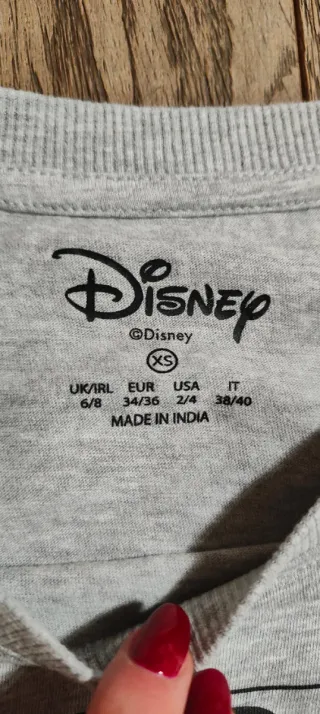 Disney
©Disney
XS
UK/IRL EUR USA IT
6/8 34/36 2/4 38/40
MADE IN INDIA